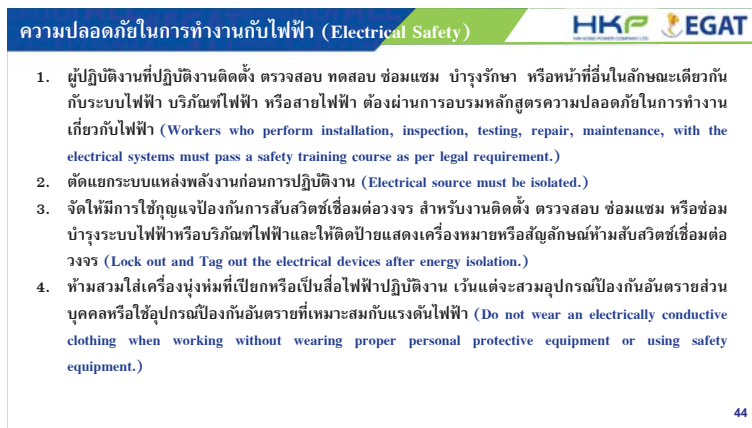 ความปลอดภัยในการทำงานกับไฟฟ้า (Electrical Safety)
HKP
HIN KONG POWER COMPANY LTD.
EGAT
1. ผู้ปฏิบัติงานที่ปฏิบัติงานติดตั้ง ตรวจสอบ ทดสอบ ซ่อมแซม บำรุงรักษา หรือหน้าที่อื่นในลักษณะเดียวกัน
กับระบบไฟฟ้า บริภัณฑ์ไฟฟ้า หรือสายไฟฟ้า ต้องผ่านการอบรมหลักสูตรความปลอดภัยในการทำงาน
เกี่ยวกับไฟฟ้า (Workers who perform installation, inspection, testing, repair, maintenance, with the
electrical systems must pass a safety training course as per legal requirement.)
2. ตัดแยกระบบแหล่งพลังงานก่อนการปฏิบัติงาน (Electrical source must be isolated.)
3. จัดให้มีการใช้กุญแจป้องกันการสับสวิตช์เชื่อมต่อวงจร สำหรับงานติดตั้ง ตรวจสอบ ซ่อมแซม หรือซ่อม
บำรุงระบบไฟฟ้าหรือบริภัณฑ์ไฟฟ้าและให้ติดป้ายแสดงเครื่องหมายหรือสัญลักษณ์ห้ามสับสวิตช์เชื่อมต่อ
วงจร (Lock out and Tag out the electrical devices after energy isolation.)
4. ห้ามสวมใส่เครื่องนุ่งห่มที่เปียกหรือเป็นสื่อไฟฟ้าปฏิบัติงาน เว้นแต่จะสวมอุปกรณ์ป้องกันอันตรายส่วน
บุคคลหรือใช้อุปกรณ์ป้องกันอันตรายที่เหมาะสมกับแรงดันไฟฟ้า (Do not wear an electrically conductive
clothing when working without wearing proper personal protective equipment or using safety
equipment.)
44